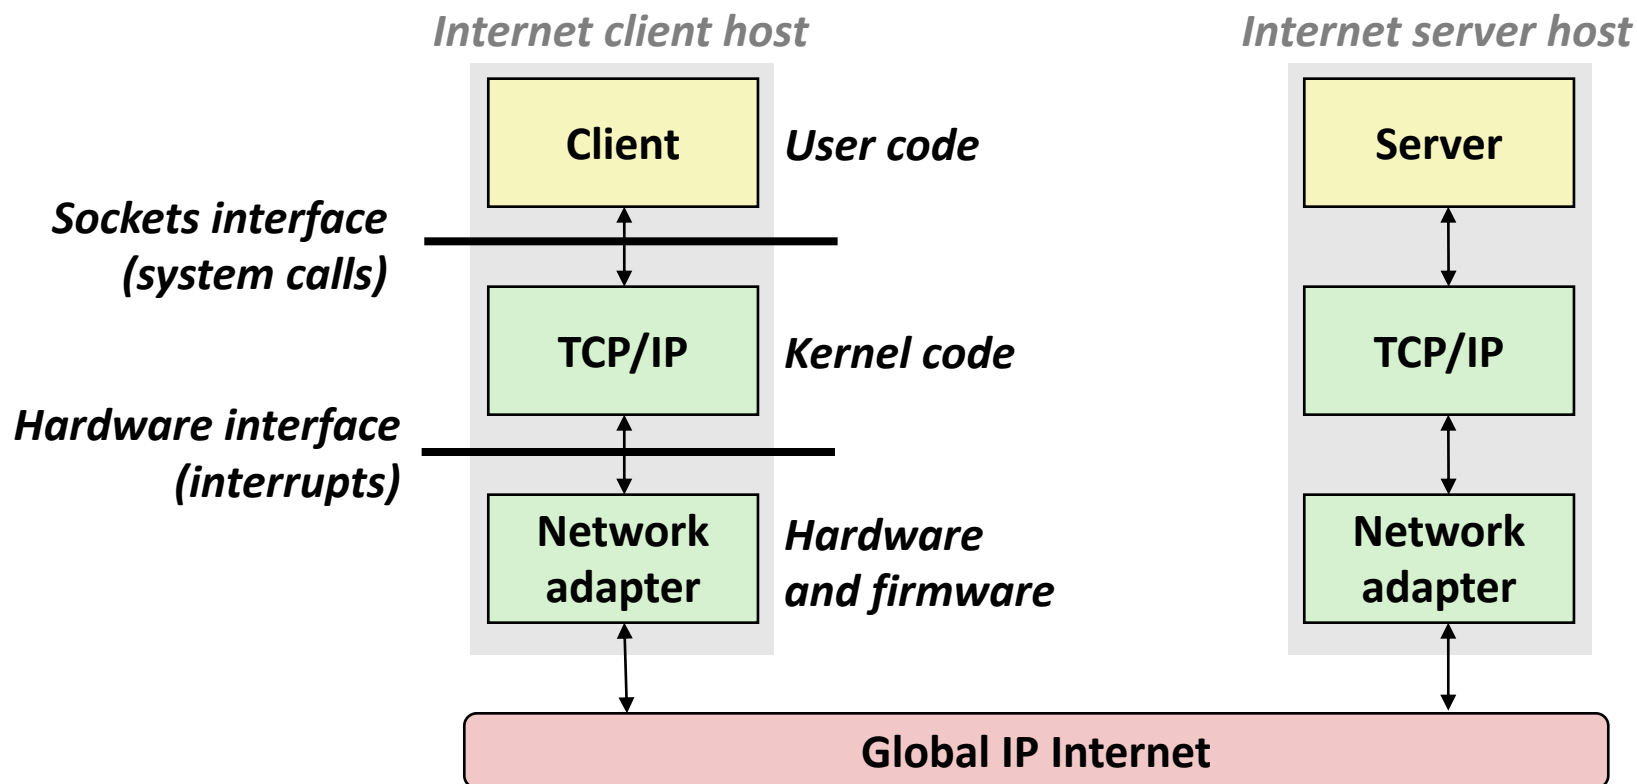 Internet client host
Internet server host
Client
User code
Server
Sockets interface
(system calls)
TCP/IP
Kernel code
TCP/IP
Hardware interface
(interrupts)
Network
adapter
Hardware
and firmware
Network
adapter
Global IP Internet